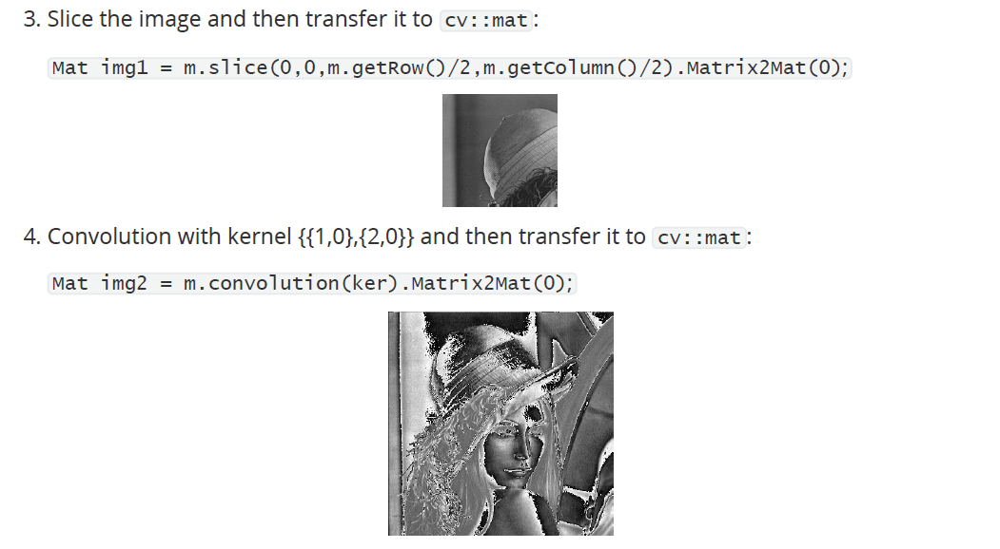 3. Slice the image and then transfer it to cv::mat:
Mat img1 = m.slice(0,0,m.getRow()/2,m.getColumn()/2).Matrix2Mat(0);
4. Convolution with kernel {{1,0},{2,0}} and then transfer it to cv::mat:
Mat img2 = m.convolution(ker).Matrix2Mat(0);